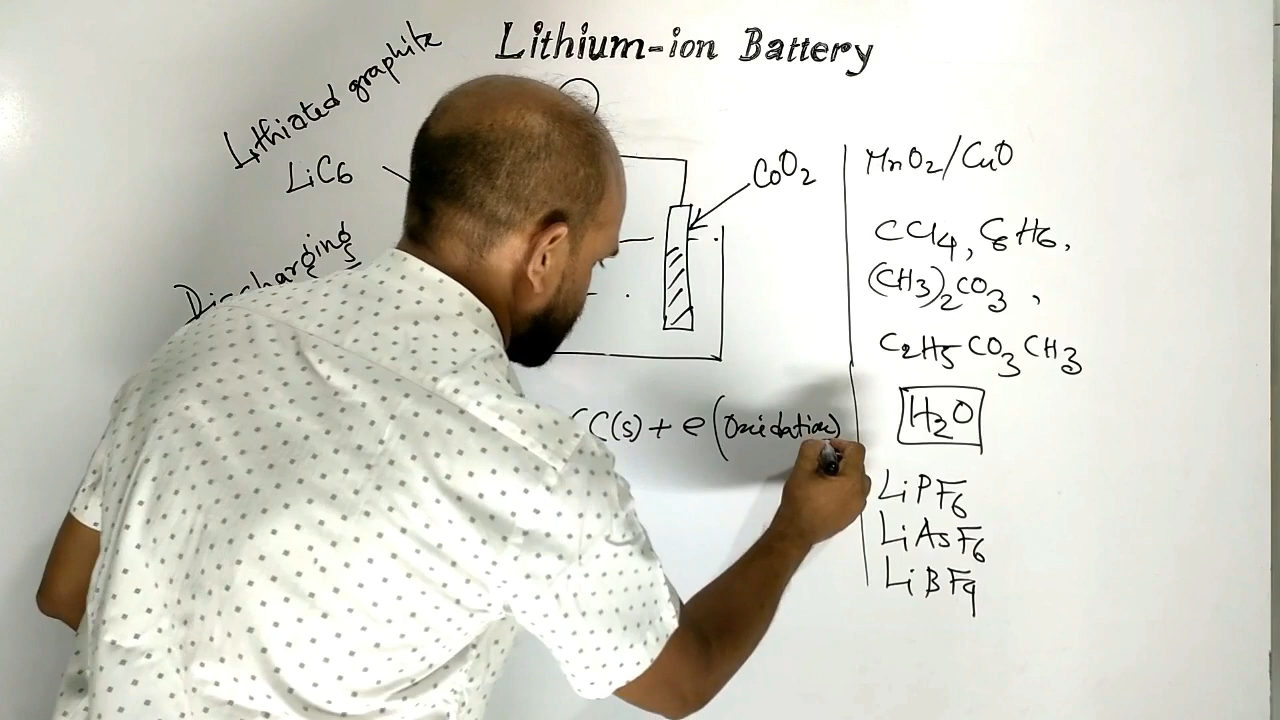 Lithium-ion Battery
Lithiated graphite
LiC6
Discharging
CoO2
C(s) + e (Oxidation)
MnO2/CuO
CCl4, C6H6,
(CH3)2CO3,
C2H5CO3CH3
H2O
LiPF6
LiAsF6
LiBF4